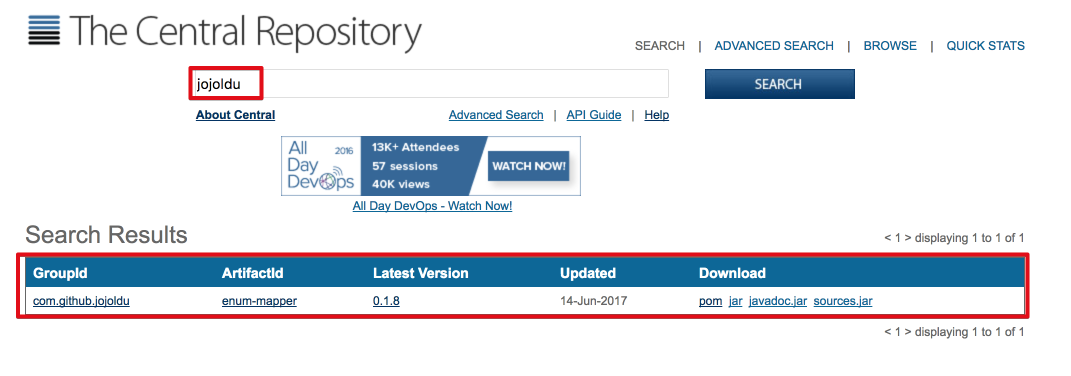 The Central Repository
SEARCH | ADVANCED SEARCH | BROWSE | QUICK STATS
jojoldu
SEARCH
About Central
Advanced Search | API Guide | Help
All Day DevOps 2016
13K+ Attendees
57 sessions
40K views
WATCH NOW!
All Day DevOps - Watch Now!
Search Results
< 1 > displaying 1 to 1 of 1
GroupId ArtifactId Latest Version Updated Download
com.github.jojoldu enum-mapper 0.1.8 14-Jun-2017 pom jar javadoc.jar sources.jar
< 1 > displaying 1 to 1 of 1